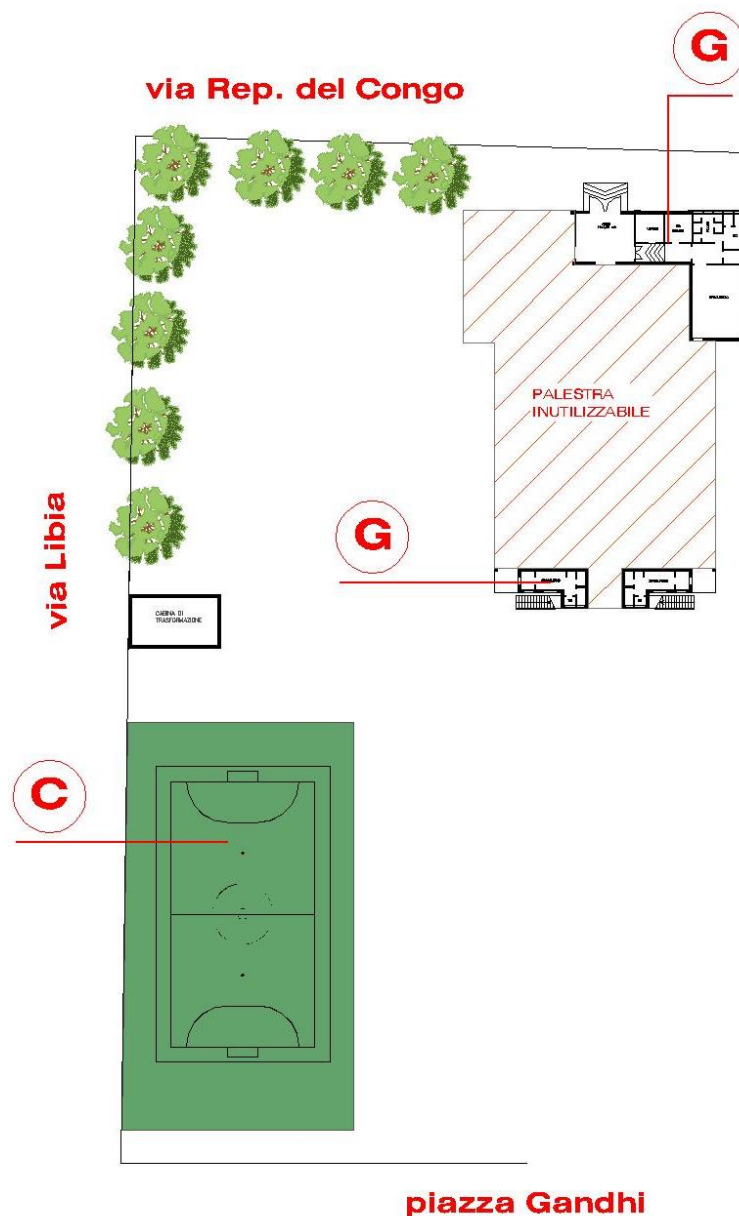 G
via Rep. del Congo
PALESTRA
INUTILIZZABILE
G
via Libia
CABINA DI
TRASFORMAZIONE
C
piazza Gandhi